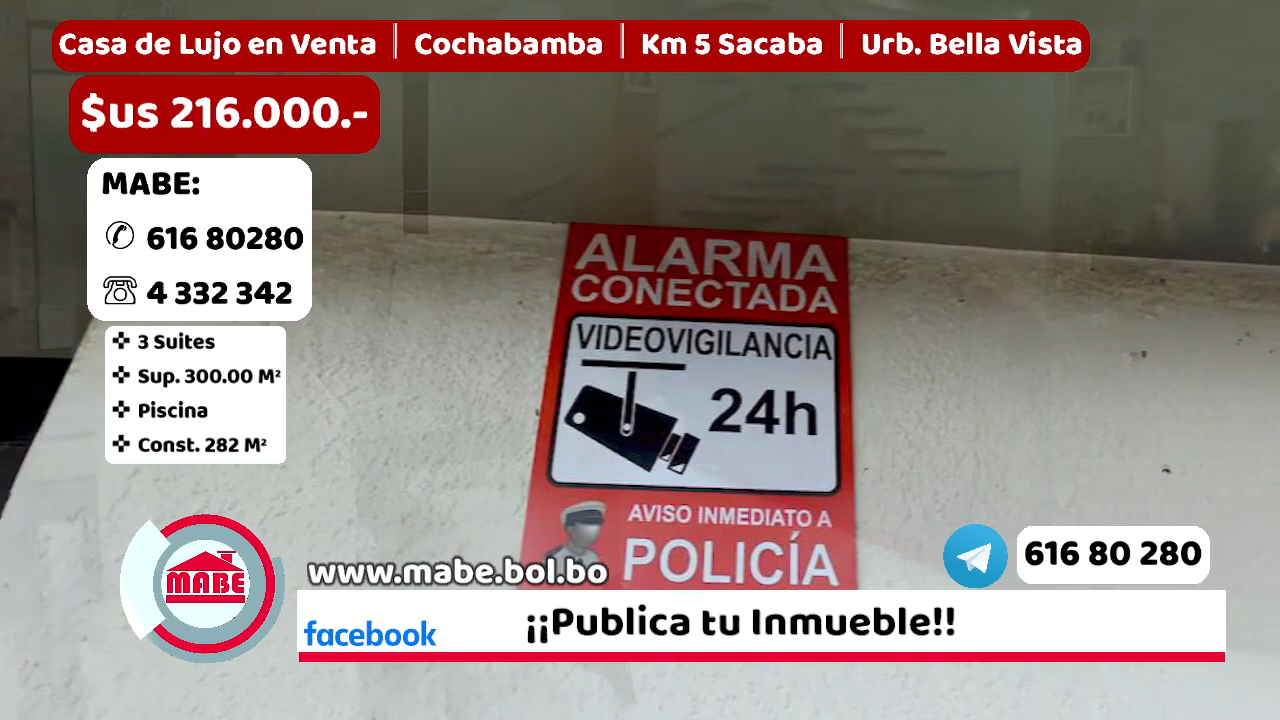 Casa de Lujo en Venta | Cochabamba | Km 5 Sacaba | Urb. Bella Vista
$us 216.000.-
MABE:
616 80280
4 332 342
3 Suites
Sup. 300.00 M²
Piscina
Const. 282 M²
ALARMA
CONECTADA
VIDEOVIGILANCIA
24h
AVISO INMEDIATO A
POLICÍA
MABE
www.mabe.bol.bo
616 80 280
facebook
¡¡Publica tu Inmueble!!